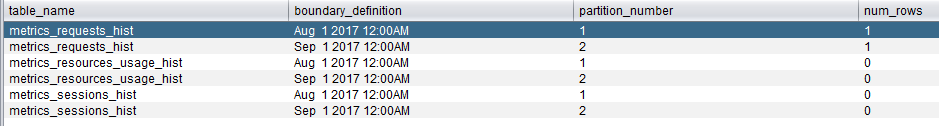 table_name boundary_definition partition_number num_rows
metrics_requests_hist Aug  1 2017 12:00AM 1 1
metrics_requests_hist Sep  1 2017 12:00AM 2 1
metrics_resources_usage_hist Aug  1 2017 12:00AM 1 0
metrics_resources_usage_hist Sep  1 2017 12:00AM 2 0
metrics_sessions_hist Aug  1 2017 12:00AM 1 0
metrics_sessions_hist Sep  1 2017 12:00AM 2 0